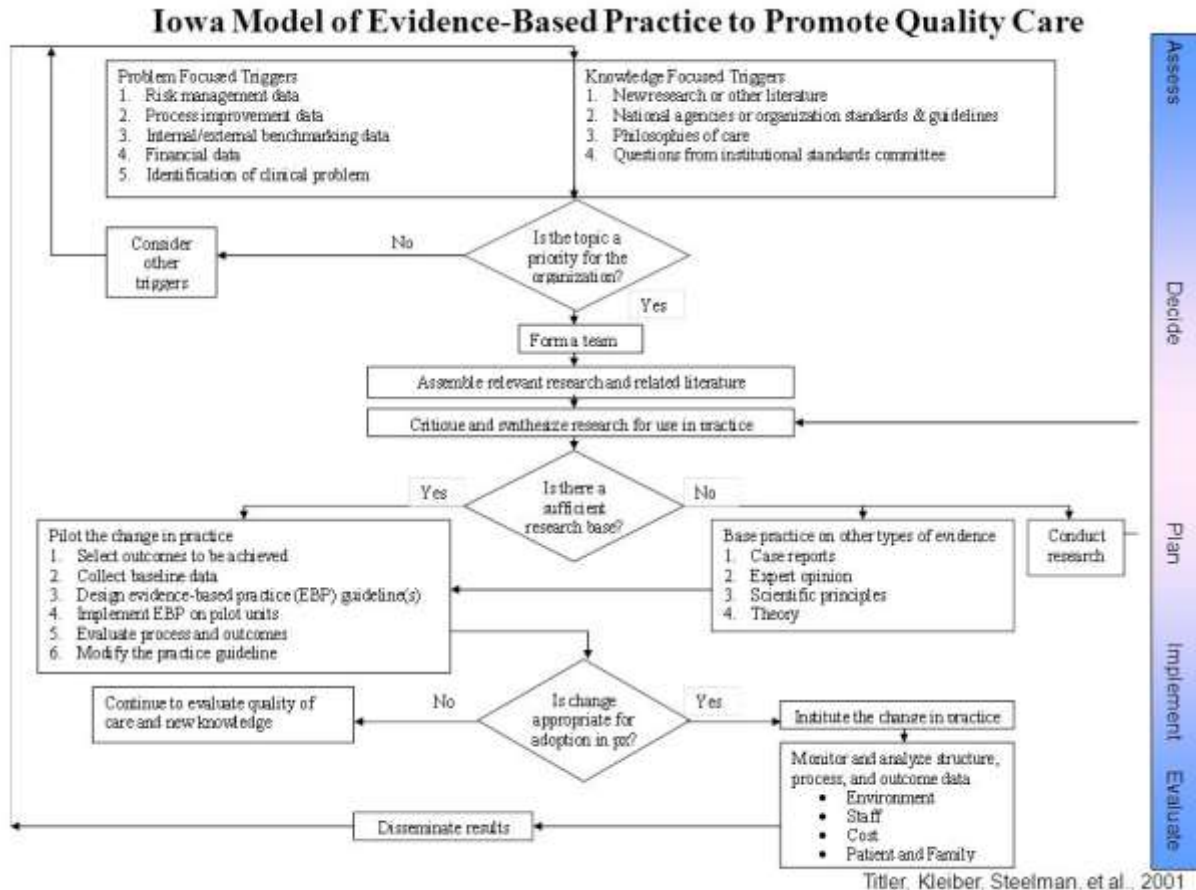 Iowa Model of Evidence-Based Practice to Promote Quality Care
Problem Focused Triggers
1. Risk management data
2. Process improvement data
3. Internal/external benchmarking data
4. Financial data
5. Identification of clinical problem
Knowledge Focused Triggers
1. New research or other literature
2. National agencies or organization standards & guidelines
3. Philosophies of care
4. Questions from institutional standards committee
Consider
other
triggers
No
Is the topic a
priority for the
organization?
Yes
Form a team
Assemble relevant research and related literature
Critique and synthesize research for use in practice
Yes
Is there a
sufficient
research base?
No
Pilot the change in practice
1. Select outcomes to be achieved
2. Collect baseline data
3. Design evidence-based practice (EBP) guideline(s)
4. Implement EBP on pilot units
5. Evaluate process and outcomes
6. Modify the practice guideline
Base practice on other types of evidence
1. Case reports
2. Expert opinion
3. Scientific principles
4. Theory
Conduct
research
Continue to evaluate quality of
care and new knowledge
No
Is change
appropriate for
adoption in px?
Yes
Institute the change in practice
Monitor and analyze structure,
process, and outcome data
• Environment
• Staff
• Cost
• Patient and Family
Disseminate results
Assess
Decide
Plan
Implement
Evaluate
Titler, Kleiber, Steelman, et al., 2001